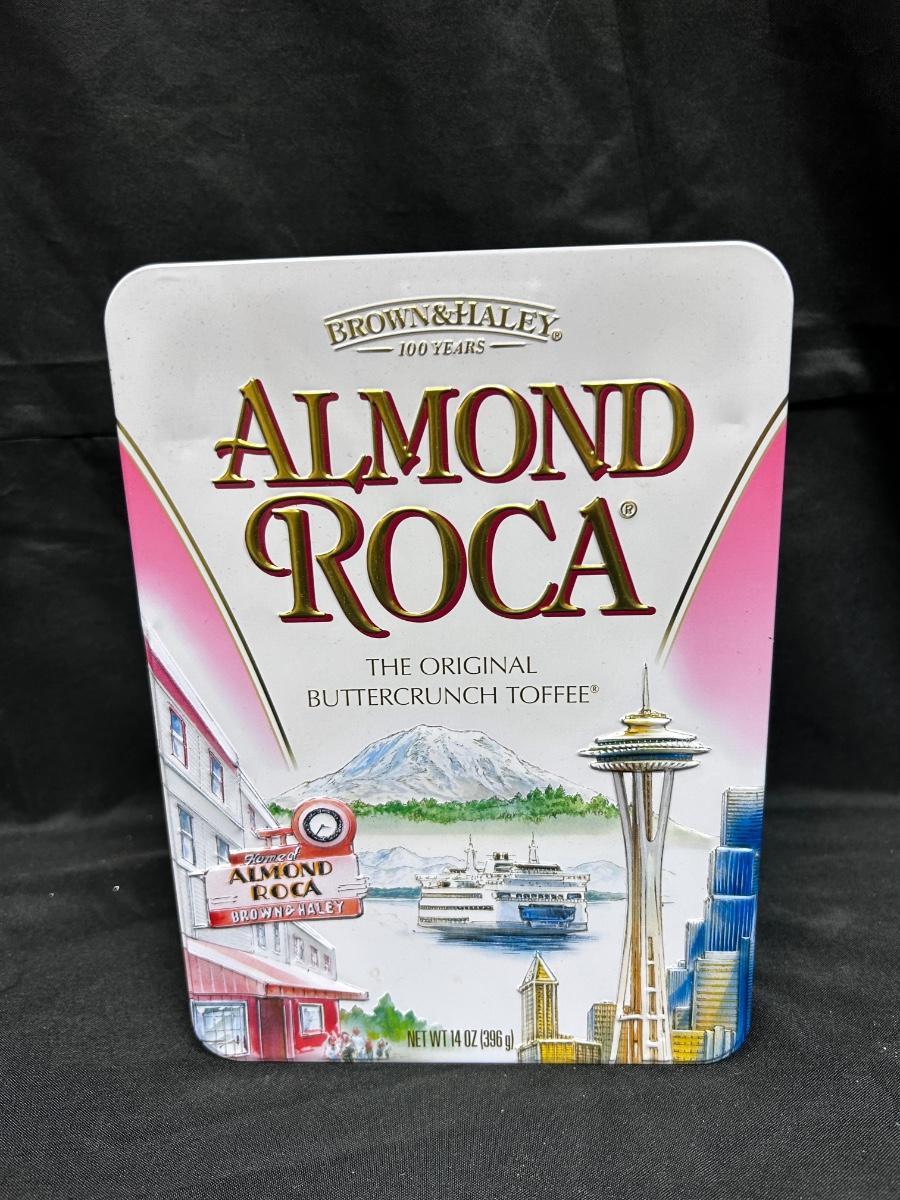 BROWN&HALEY®
100 YEARS
ALMOND
ROCA®
THE ORIGINAL
BUTTERCRUNCH TOFFEE®
Home of
ALMOND
ROCA
BROWN & HALEY
NET WT 14 OZ (396 g)